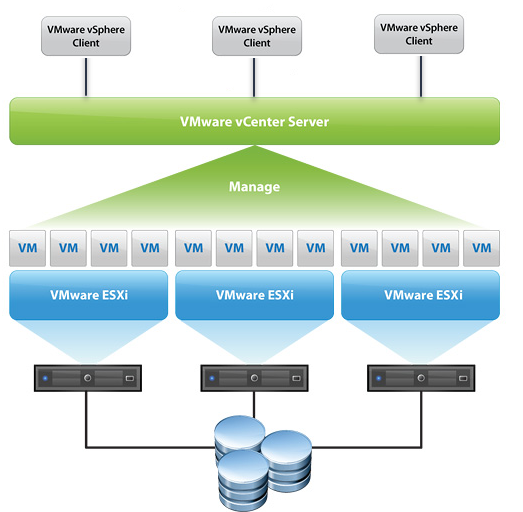 VMware vSphere
Client
VMware vSphere
Client
VMware vSphere
Client
VMware vCenter Server
Manage
VM VM VM VM VM VM VM VM VM VM VM VM
VMware ESXi VMware ESXi VMware ESXi